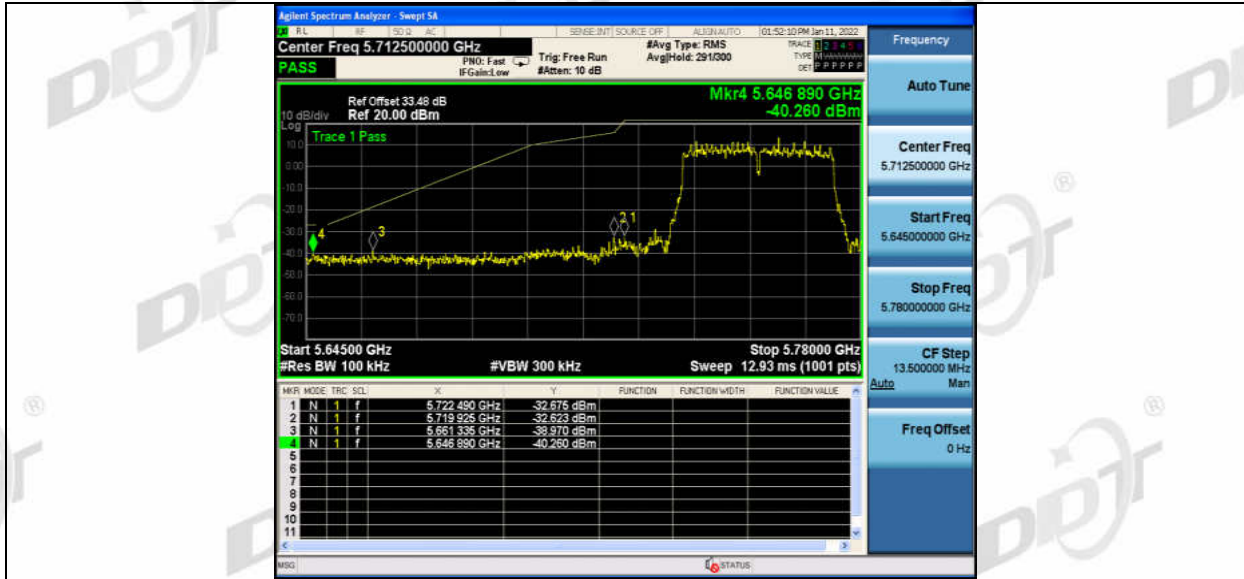 Agilent Spectrum Analyzer - Swept SA
RL RF 50 Ω AC SENSE:INT SOURCE OFF ALIGN AUTO 01:52:10 PM Jan 11, 2022
Center Freq 5.712500000 GHz
#Avg Type: RMS
TRACE 1 2 3 4 5 6
PASS
PNO: Fast
Trig: Free Run
Avg|Hold: 291/300
TYPE
IFGain:Low
#Atten: 10 dB
DET P P P P P P
Mkr4 5.646 890 GHz
-40.260 dBm
Ref Offset 33.48 dB
10 dB/div Ref 20.00 dBm
Log
Trace 1 Pass
10.0
0.00
-10.0
-20.0
-30.0
-40.0
-50.0
-60.0
-70.0
4
3
2 1
Start 5.64500 GHz
Stop 5.78000 GHz
#Res BW 100 kHz
#VBW 300 kHz
Sweep 12.93 ms (1001 pts)
MKR MODE TRC SCL X Y FUNCTION FUNCTION WIDTH FUNCTION VALUE
1 N 1 f 5.722 490 GHz -32.675 dBm
2 N 1 f 5.719 925 GHz -32.623 dBm
3 N 1 f 5.661 335 GHz -38.970 dBm
4 N 1 f 5.646 890 GHz -40.260 dBm
5
6
7
8
9
10
11
MSG
STATUS
Frequency
Auto Tune
Center Freq
5.712500000 GHz
Start Freq
5.645000000 GHz
Stop Freq
5.780000000 GHz
CF Step
13.500000 MHz
Auto Man
Freq Offset
0 Hz
DDT
®